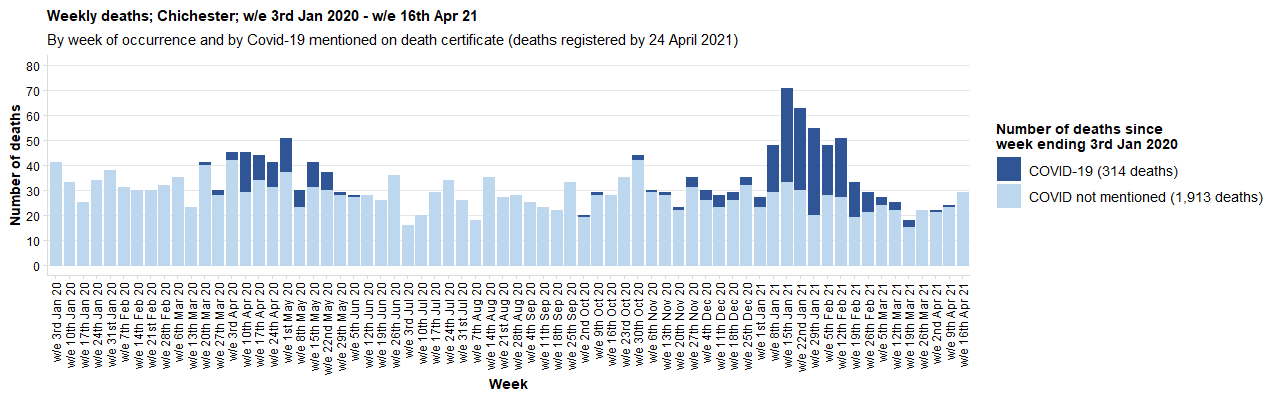 Weekly deaths; Chichester; w/e 3rd Jan 2020 - w/e 16th Apr 21
By week of occurrence and by Covid-19 mentioned on death certificate (deaths registered by 24 April 2021)
Number of deaths
80
70
60
50
40
30
20
10
0
w/e 3rd Jan 20
w/e 10th Jan 20
w/e 17th Jan 20
w/e 24th Jan 20
w/e 31st Jan 20
w/e 7th Feb 20
w/e 14th Feb 20
w/e 21st Feb 20
w/e 28th Feb 20
w/e 6th Mar 20
w/e 13th Mar 20
w/e 20th Mar 20
w/e 27th Mar 20
w/e 3rd Apr 20
w/e 10th Apr 20
w/e 17th Apr 20
w/e 24th Apr 20
w/e 1st May 20
w/e 8th May 20
w/e 15th May 20
w/e 22nd May 20
w/e 29th May 20
w/e 5th Jun 20
w/e 12th Jun 20
w/e 19th Jun 20
w/e 26th Jun 20
w/e 3rd Jul 20
w/e 10th Jul 20
w/e 17th Jul 20
w/e 24th Jul 20
w/e 31st Jul 20
w/e 7th Aug 20
w/e 14th Aug 20
w/e 21st Aug 20
w/e 28th Aug 20
w/e 4th Sep 20
w/e 11th Sep 20
w/e 18th Sep 20
w/e 25th Sep 20
w/e 2nd Oct 20
w/e 9th Oct 20
w/e 16th Oct 20
w/e 23rd Oct 20
w/e 30th Oct 20
w/e 6th Nov 20
w/e 13th Nov 20
w/e 20th Nov 20
w/e 27th Nov 20
w/e 4th Dec 20
w/e 11th Dec 20
w/e 18th Dec 20
w/e 25th Dec 20
w/e 1st Jan 21
w/e 8th Jan 21
w/e 15th Jan 21
w/e 22nd Jan 21
w/e 29th Jan 21
w/e 5th Feb 21
w/e 12th Feb 21
w/e 19th Feb 21
w/e 26th Feb 21
w/e 5th Mar 21
w/e 12th Mar 21
w/e 19th Mar 21
w/e 26th Mar 21
w/e 2nd Apr 21
w/e 9th Apr 21
w/e 16th Apr 21
Week
Number of deaths since
week ending 3rd Jan 2020
COVID-19 (314 deaths)
COVID not mentioned (1,913 deaths)